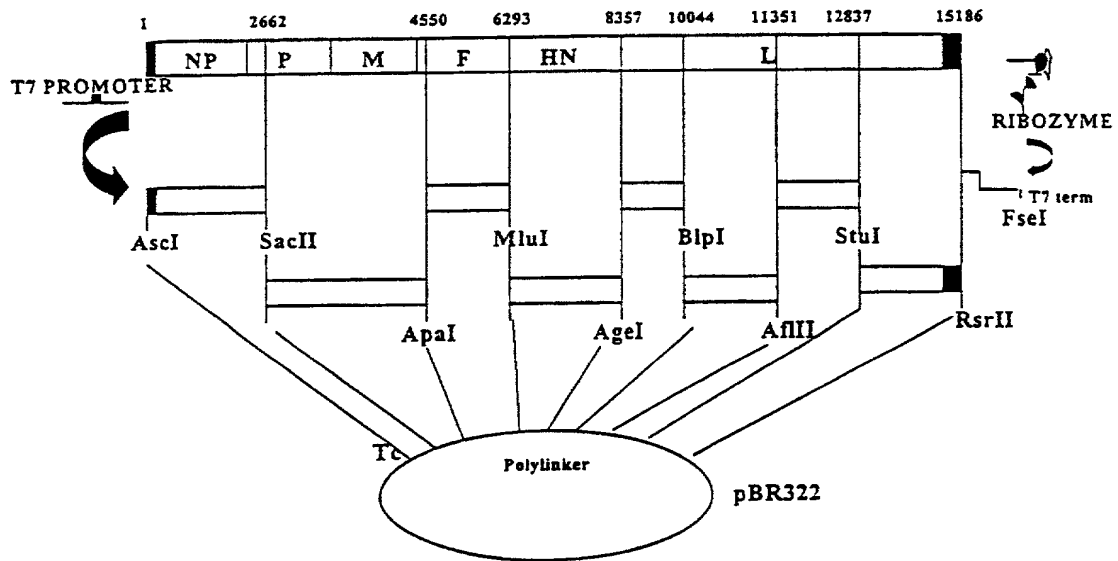 1 2662 4550 6293 8357 10044 11351 12837 15186
NP P M F HN L
T7 PROMOTER
RIBOZYME
T7 term
FseI
AscI SacII MluI BlpI StuI
ApaI AgeI AflII RsrII
Tc
Polylinker
pBR322